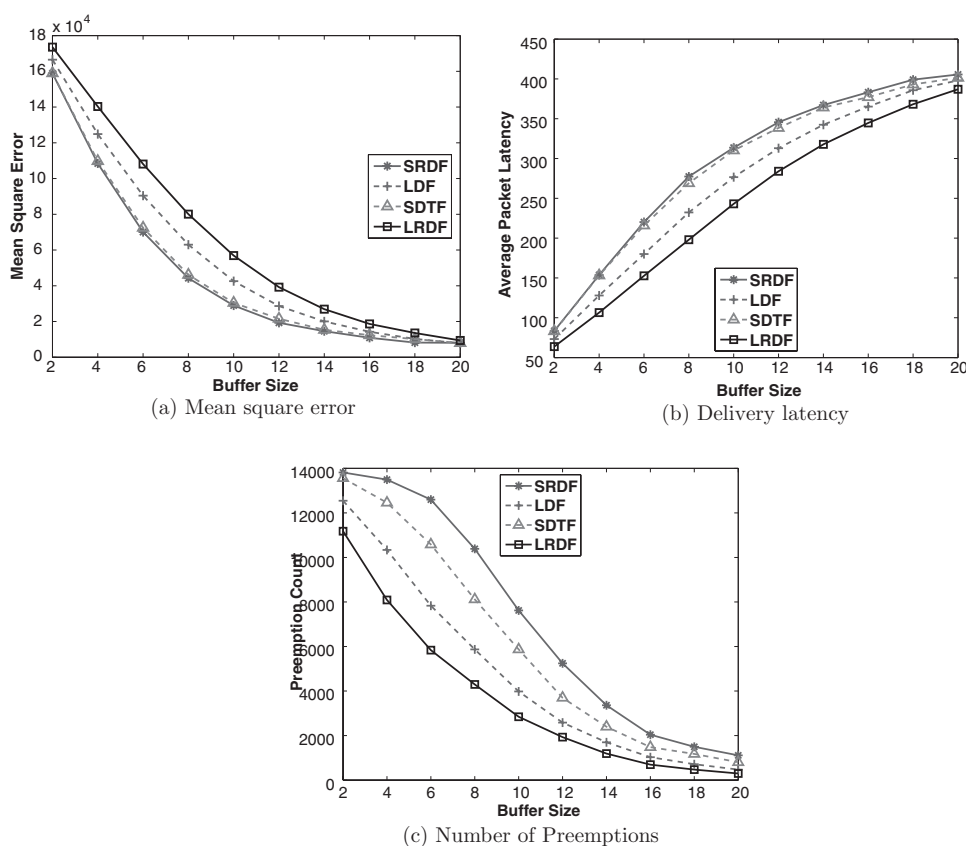 x 10^4
18
16
14
12
10
8
6
4
2
0
Mean Square Error
SRDF
LDF
SDTF
LRDF
2 4 6 8 10 12 14 16 18 20
Buffer Size
(a) Mean square error
450
400
350
300
250
200
150
100
50
Average Packet Latency
SRDF
LDF
SDTF
LRDF
2 4 6 8 10 12 14 16 18 20
Buffer Size
(b) Delivery latency
14000
12000
10000
8000
6000
4000
2000
0
Preemption Count
SRDF
LDF
SDTF
LRDF
2 4 6 8 10 12 14 16 18 20
Buffer Size
(c) Number of Preemptions